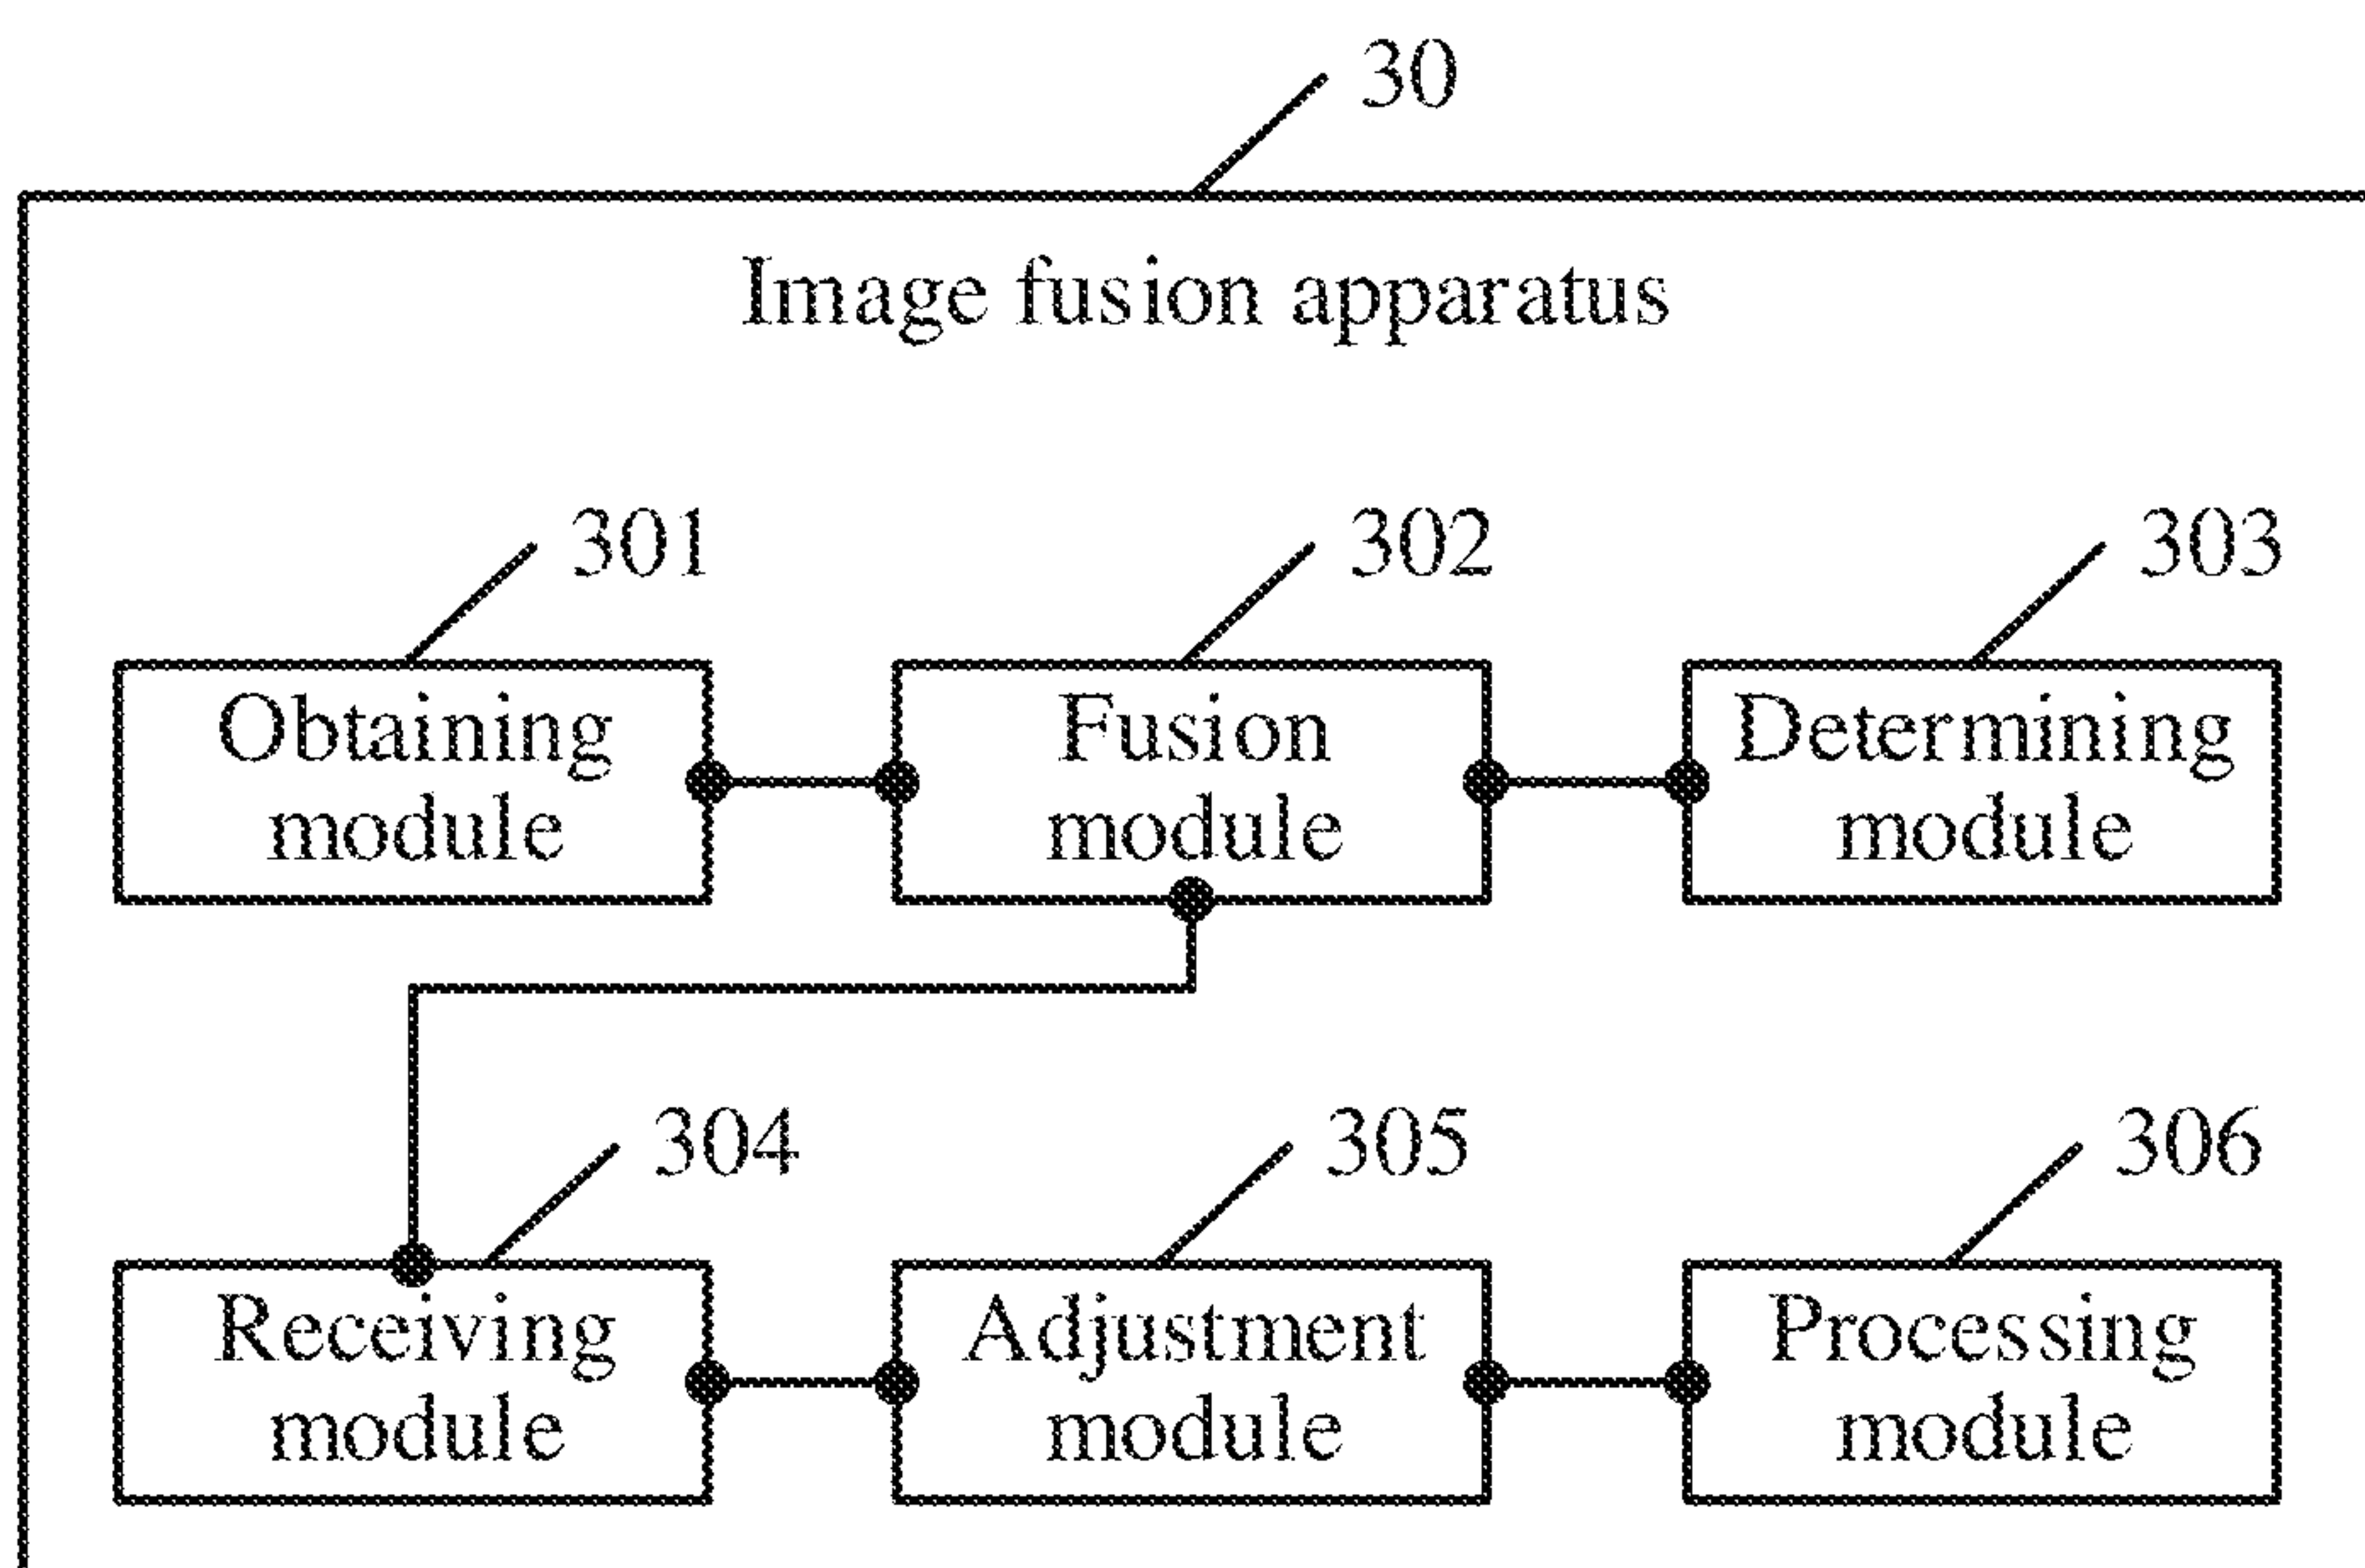 30
Image fusion apparatus
301
302
303
Obtaining
module
Fusion
module
Determining
module
304
305
306
Receiving
module
Adjustment
module
Processing
module